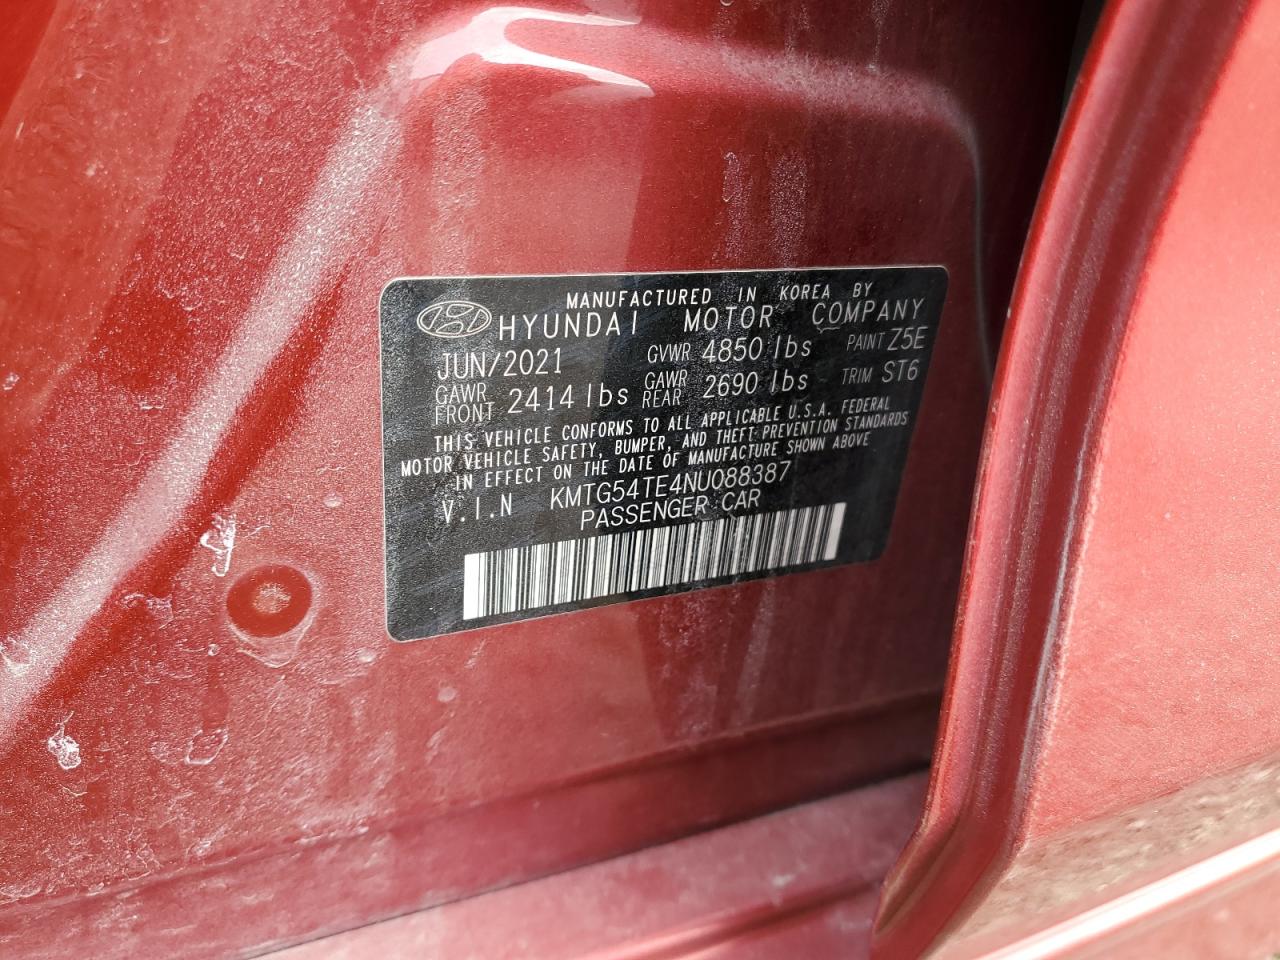 MANUFACTURED IN KOREA BY
HYUNDAI MOTOR COMPANY
JUN/2021 GVWR 4850 lbs PAINT Z5E
GAWR FRONT 2414 lbs GAWR REAR 2690 lbs TRIM ST6
THIS VEHICLE CONFORMS TO ALL APPLICABLE U.S.A. FEDERAL
MOTOR VEHICLE SAFETY, BUMPER, AND THEFT PREVENTION STANDARDS
IN EFFECT ON THE DATE OF MANUFACTURE SHOWN ABOVE
V.I.N KMTG54TE4NU088387
PASSENGER CAR